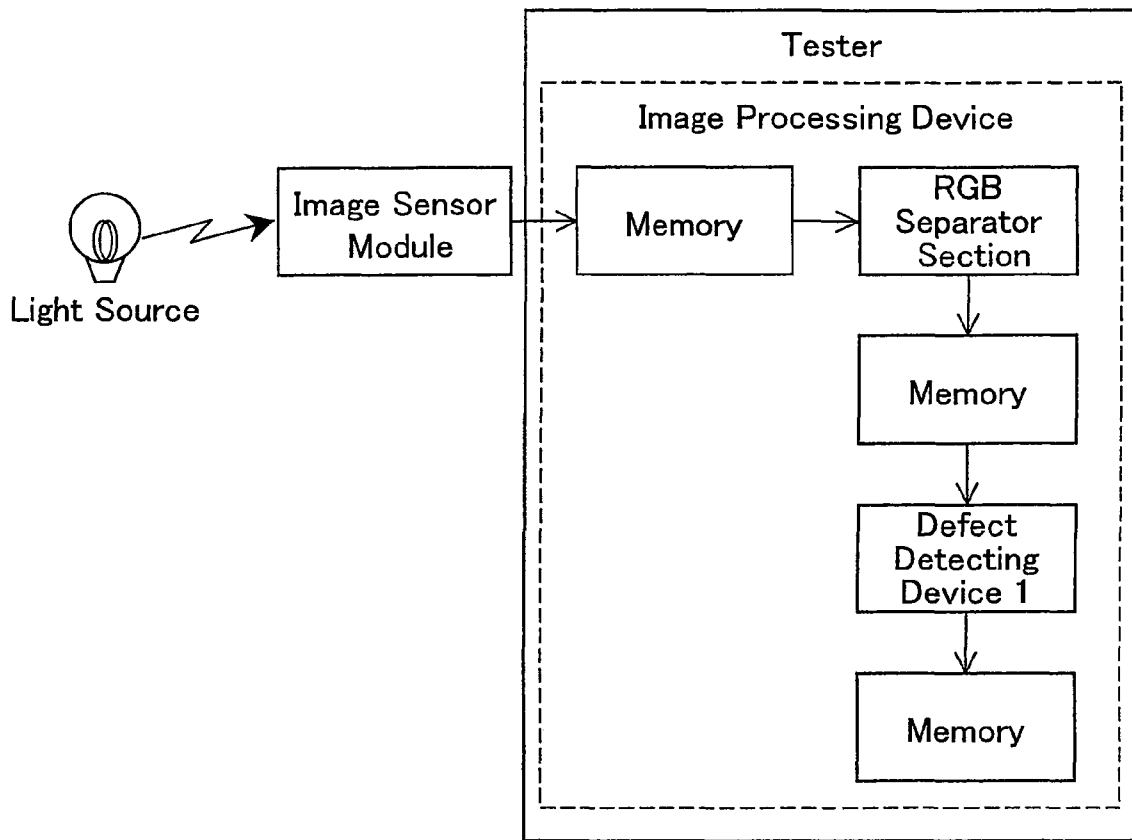 Tester
Image Processing Device
Light Source
Image Sensor
Module
Memory
RGB
Separator
Section
Memory
Defect
Detecting
Device 1
Memory